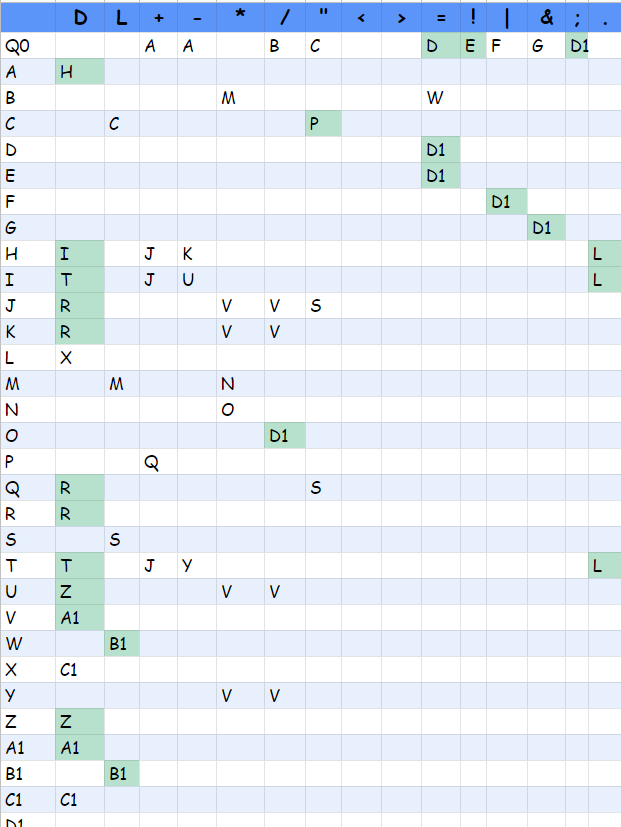 D L + - * / " < > = ! | & ; .
Q0 A A B C D E F G D1
A H
B M W
C C P
D D1
E D1
F D1
G D1
H I J K L
I T J U L
J R V V S
K R V V
L X
M M N
N O
O D1
P Q
Q R S
R R
S S
T T J Y L
U Z V V
V A1
W B1
X C1
Y V V
Z Z
A1 A1
B1 B1
C1 C1
D1